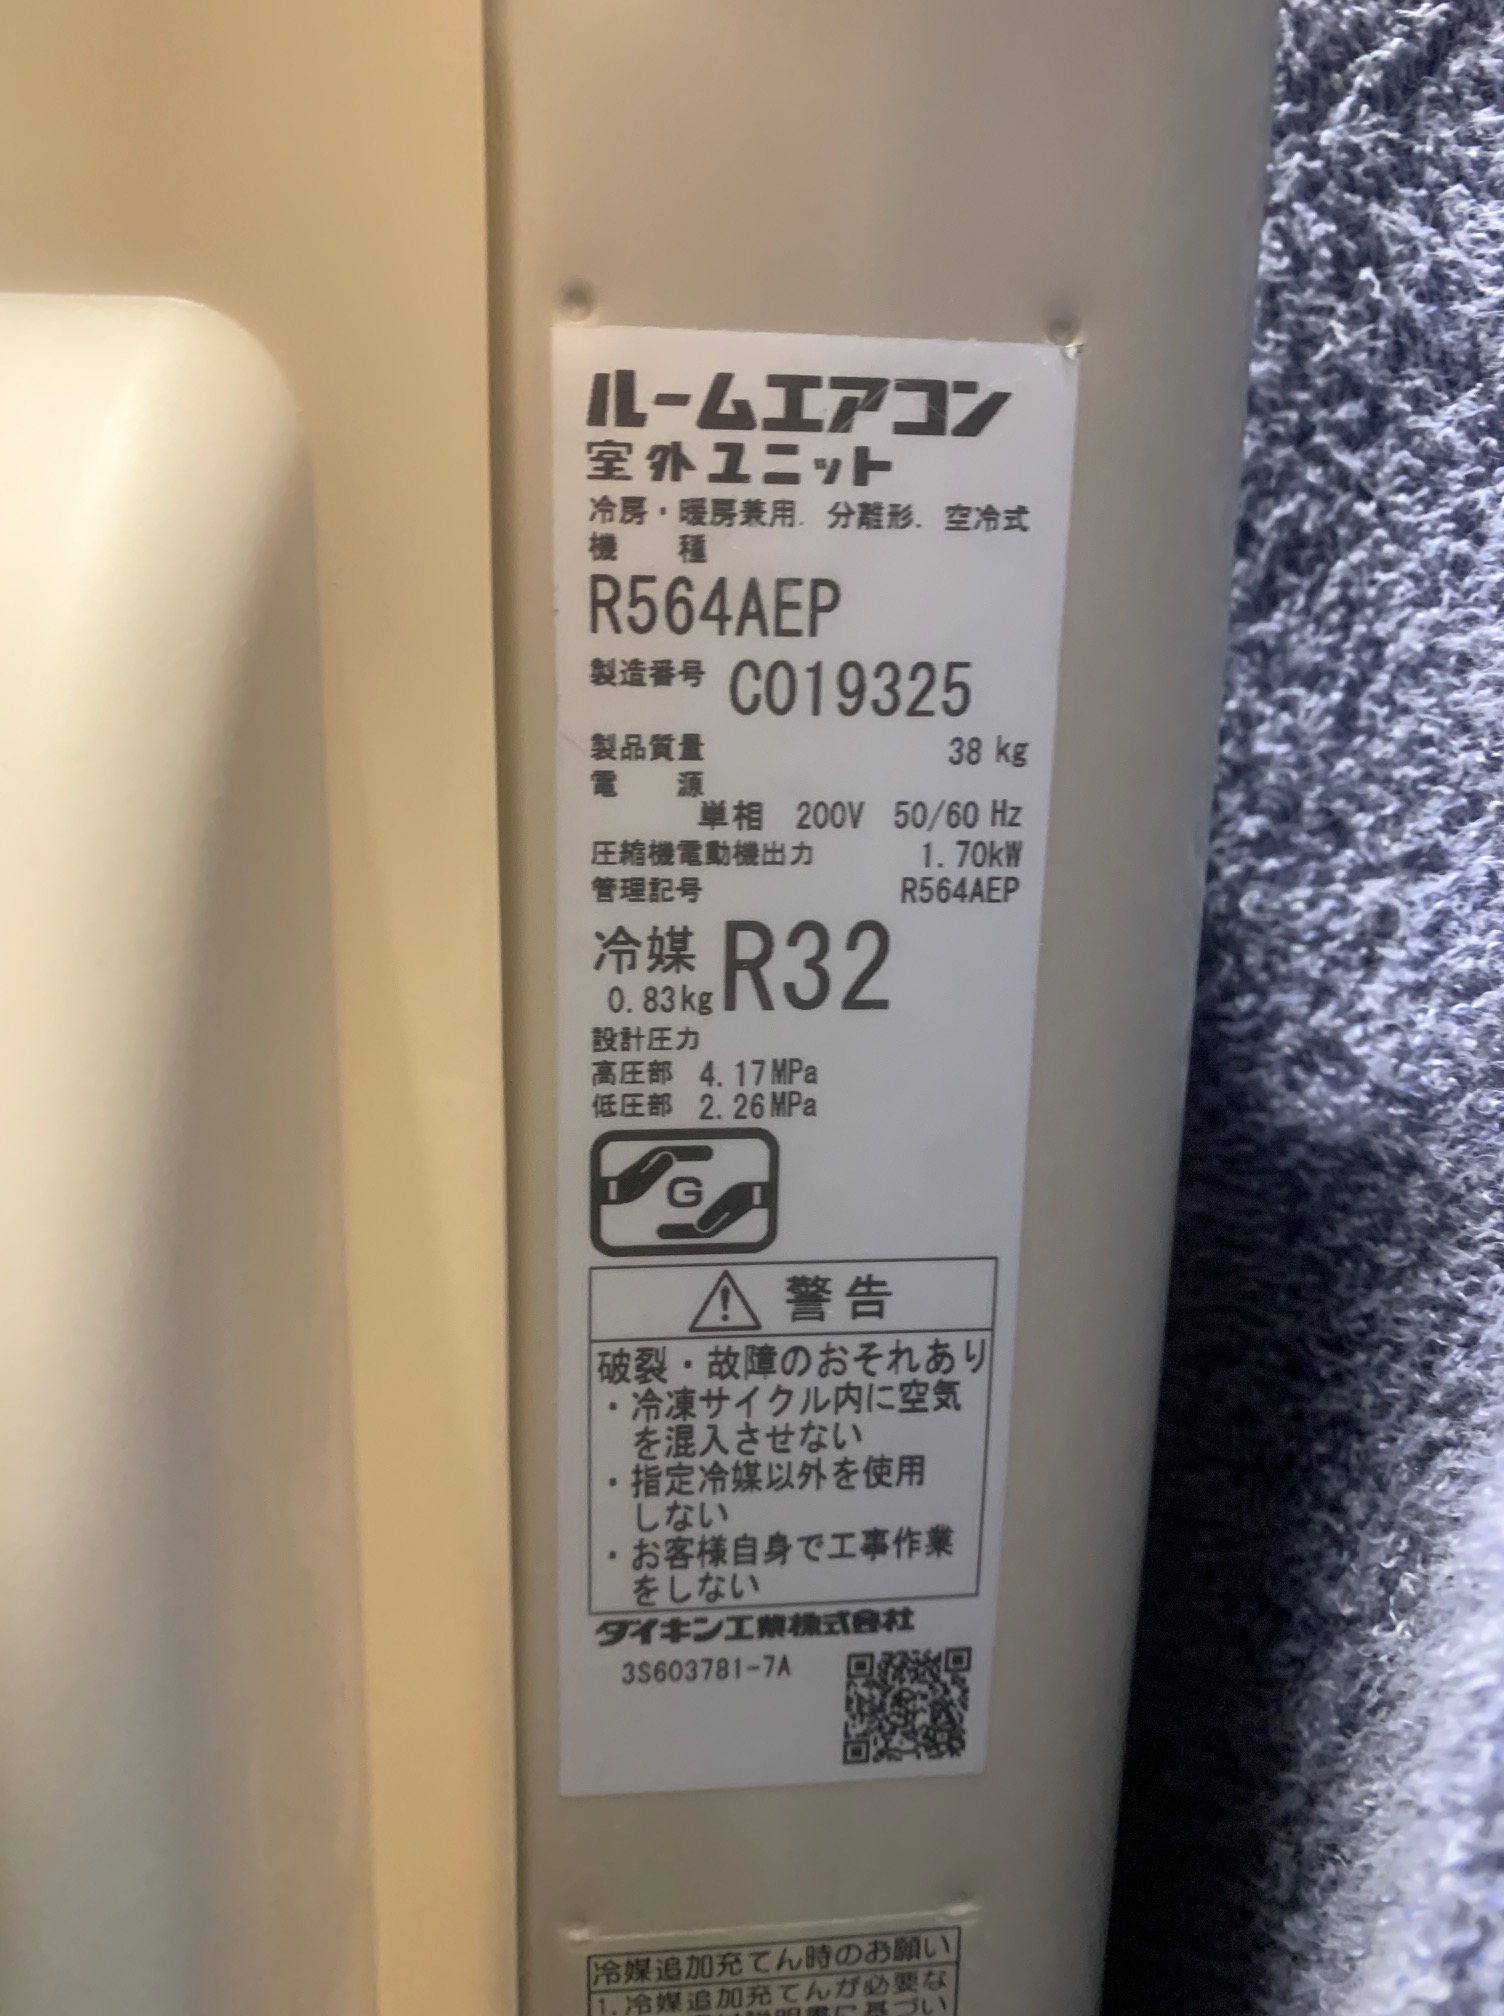 ルームエアコン
室外ユニット
冷房・暖房兼用. 分離形. 空冷式
機 種
R564AEP
製造番号 C019325
製品質量 38 kg
電 源
単相 200V 50/60 Hz
圧縮機電動機出力 1.70kW
管理記号 R564AEP
冷媒 R32
0.83kg
設計圧力
高圧部 4.17MPa
低圧部 2.26MPa
G
警告
破裂・故障のおそれあり
・冷凍サイクル内に空気
を混入させない
・指定冷媒以外を使用
しない
・お客様自身で工事作業
をしない
ダイキン工業株式会社
3S603781-7A
冷媒追加充てん時のお願い
1.冷媒追加充てんが必要な
説明書に基づい